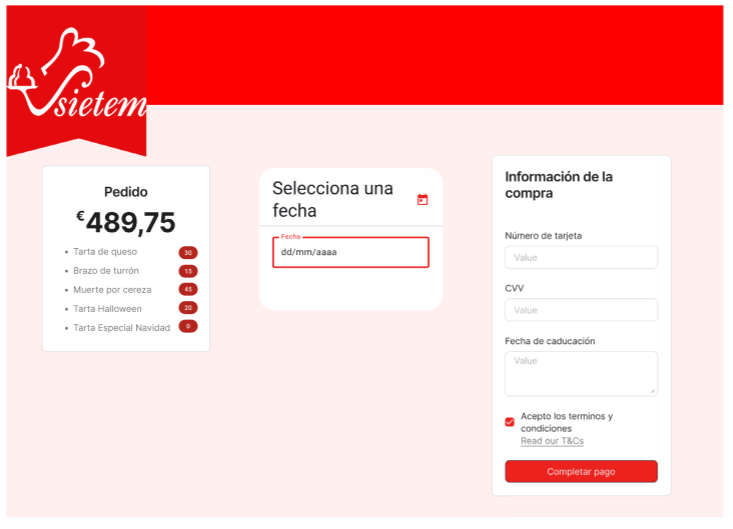 sietem
Pedido
€489,75
Tarta de queso 30
Brazo de turrón 15
Muerte por cereza 45
Tarta Halloween 20
Tarta Especial Navidad 0
Selecciona una
fecha
Fecha
dd/mm/aaaa
Información de la
compra
Número de tarjeta
Value
CVV
Value
Fecha de caducación
Value
Acepto los terminos y
condiciones
Read our T&Cs
Completar pago